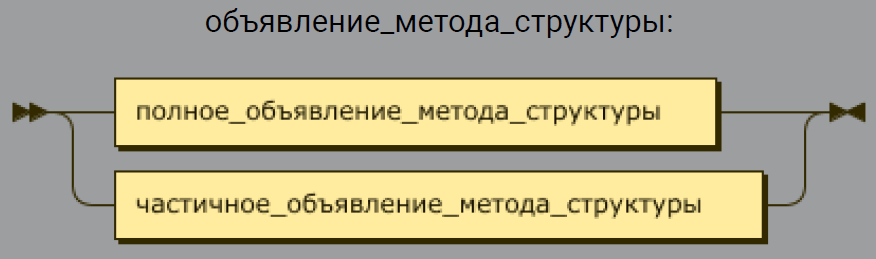 объявление_метода_структуры:
полное_объявление_метода_структуры
частичное_объявление_метода_структуры